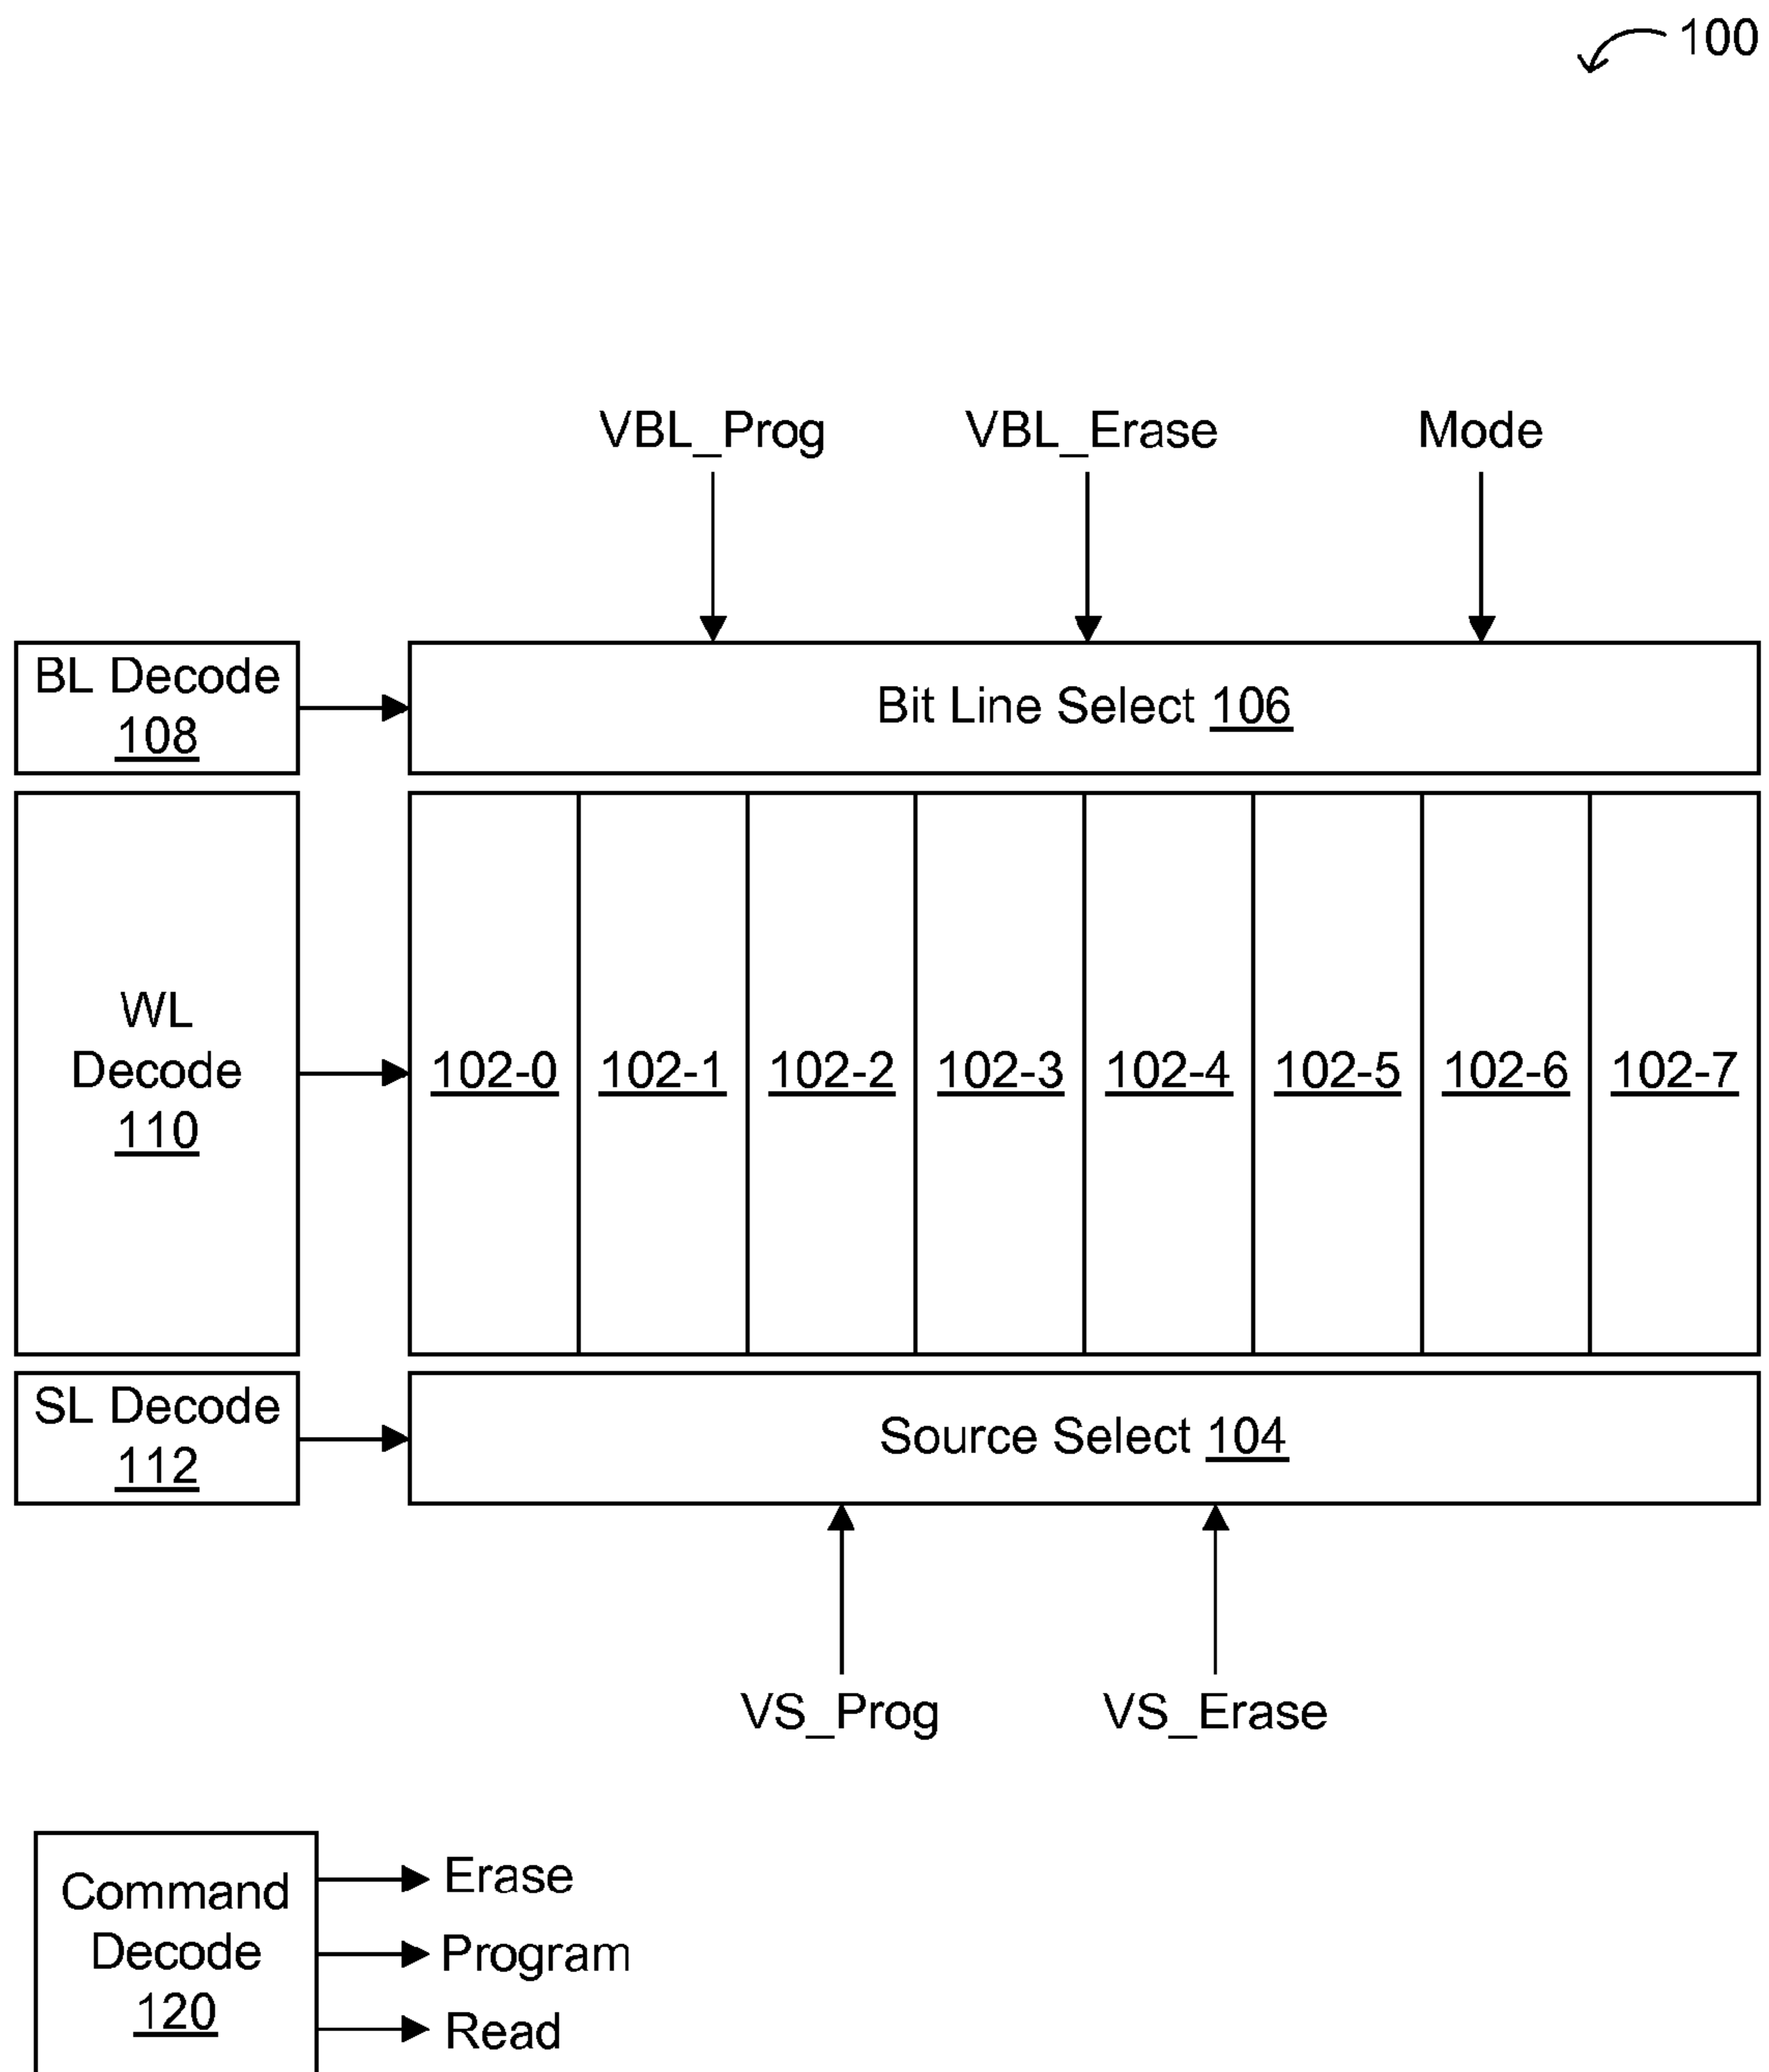 100
VBL_Prog
VBL_Erase
Mode
BL Decode
108
Bit Line Select 106
WL
Decode
110
102-0
102-1
102-2
102-3
102-4
102-5
102-6
102-7
SL Decode
112
Source Select 104
VS_Prog
VS_Erase
Command
Decode
120
Erase
Program
Read